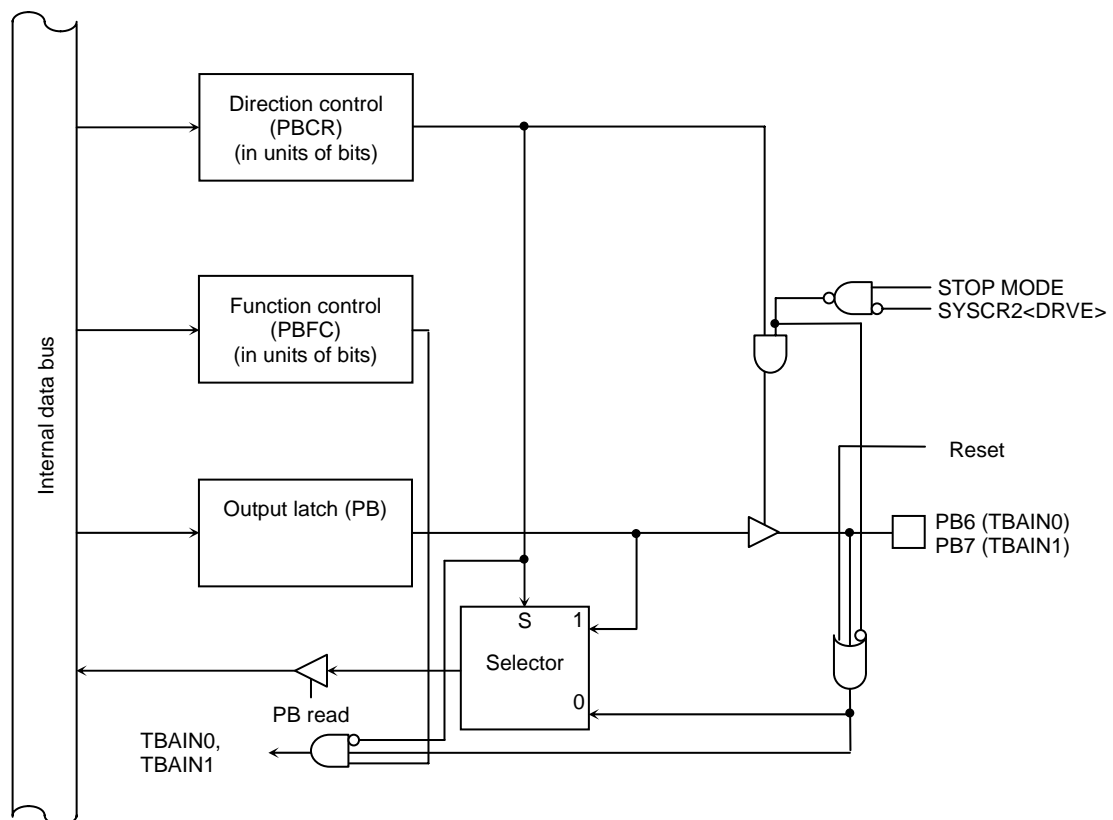 Internal data bus
Direction control
(PBCR)
(in units of bits)
Function control
(PBFC)
(in units of bits)
STOP MODE
SYSCR2<DRVE>
Reset
Output latch (PB)
PB6 (TBAIN0)
PB7 (TBAIN1)
S
1
Selector
0
PB read
TBAIN0,
TBAIN1